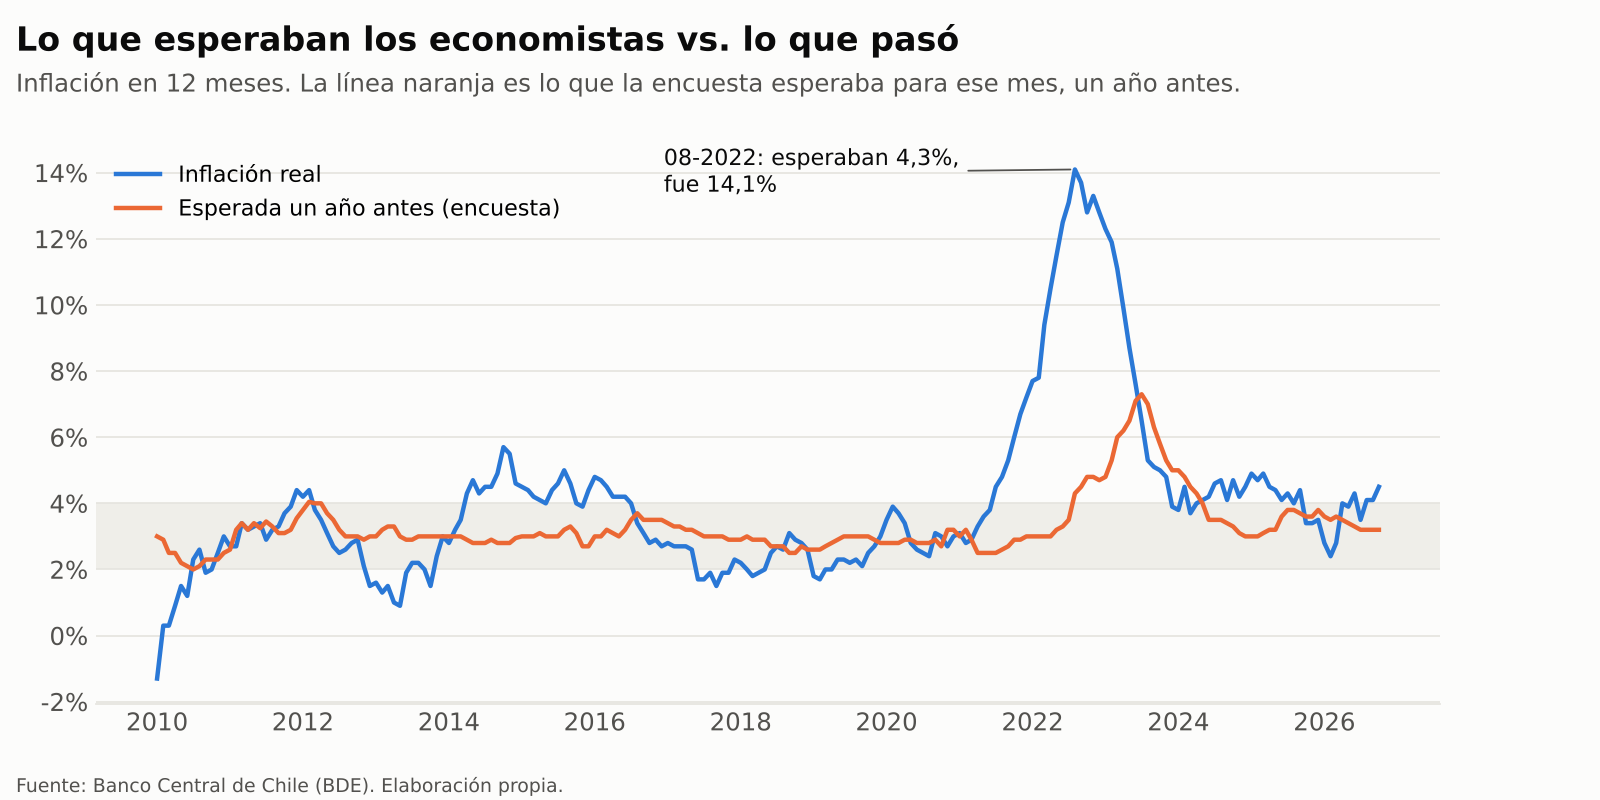 Lo que esperaban los economistas vs. lo que pasó
Inflación en 12 meses. La línea naranja es lo que la encuesta esperaba para ese mes, un año antes.
08-2022: esperaban 4,3%,
fue 14,1%
Inflación real
Esperada un año antes (encuesta)
14%
12%
10%
8%
6%
4%
2%
0%
-2%
2010 2012 2014 2016 2018 2020 2022 2024 2026
Fuente: Banco Central de Chile (BDE). Elaboración propia.